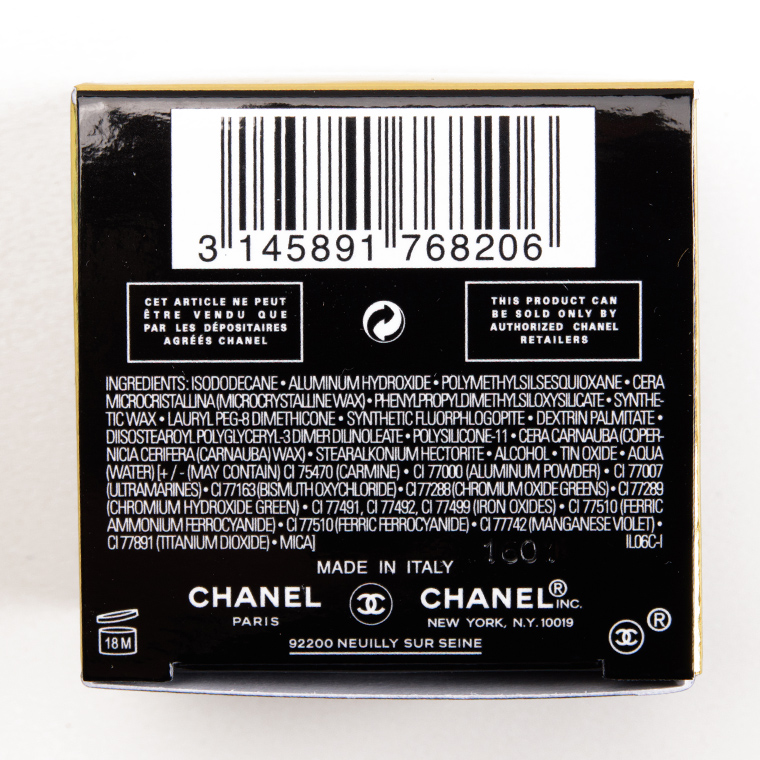 3 145891 768206
CET ARTICLE NE PEUT
ÊTRE VENDU QUE
PAR LES DÉPOSITAIRES
AGRÉÉS CHANEL
THIS PRODUCT CAN
BE SOLD ONLY BY
AUTHORIZED CHANEL
RETAILERS
INGREDIENTS: ISODODECANE • ALUMINUM HYDROXIDE • POLYMETHYLSILSESQUIOXANE • CERA
MICROCRISTALLINA (MICROCRYSTALLINE WAX) • PHENYLPROPYLDIMETHYLSILOXYSILICATE • SYNTHE-
TIC WAX • LAURYL PEG-8 DIMETHICONE • SYNTHETIC FLUORPHLOGOPITE • DEXTRIN PALMITATE •
DIISOSTEAROYL POLYGLYCERYL-3 DIMER DILINOLEATE • POLYSILICONE-11 • CERA CARNAUBA (COPER-
NICIA CERIFERA (CARNAUBA) WAX) • STEARALKONIUM HECTORITE • ALCOHOL • TIN OXIDE • AQUA
(WATER) [+ / - (MAY CONTAIN) CI 75470 (CARMINE) • CI 77000 (ALUMINUM POWDER) • CI 77007
(ULTRAMARINES) • CI 77163 (BISMUTH OXYCHLORIDE) • CI 77288 (CHROMIUM OXIDE GREENS) • CI 77289
(CHROMIUM HYDROXIDE GREEN) • CI 77491, CI 77492, CI 77499 (IRON OXIDES) • CI 77510 (FERRIC
AMMONIUM FERROCYANIDE) • CI 77510 (FERRIC FERROCYANIDE) • CI 77742 (MANGANESE VIOLET) •
CI 77891 (TITANIUM DIOXIDE) • MICA] IL06C-I
MADE IN ITALY
CHANEL
PARIS
CHANEL® INC.
NEW YORK, N.Y. 10019
92200 NEUILLY SUR SEINE
18 M
®